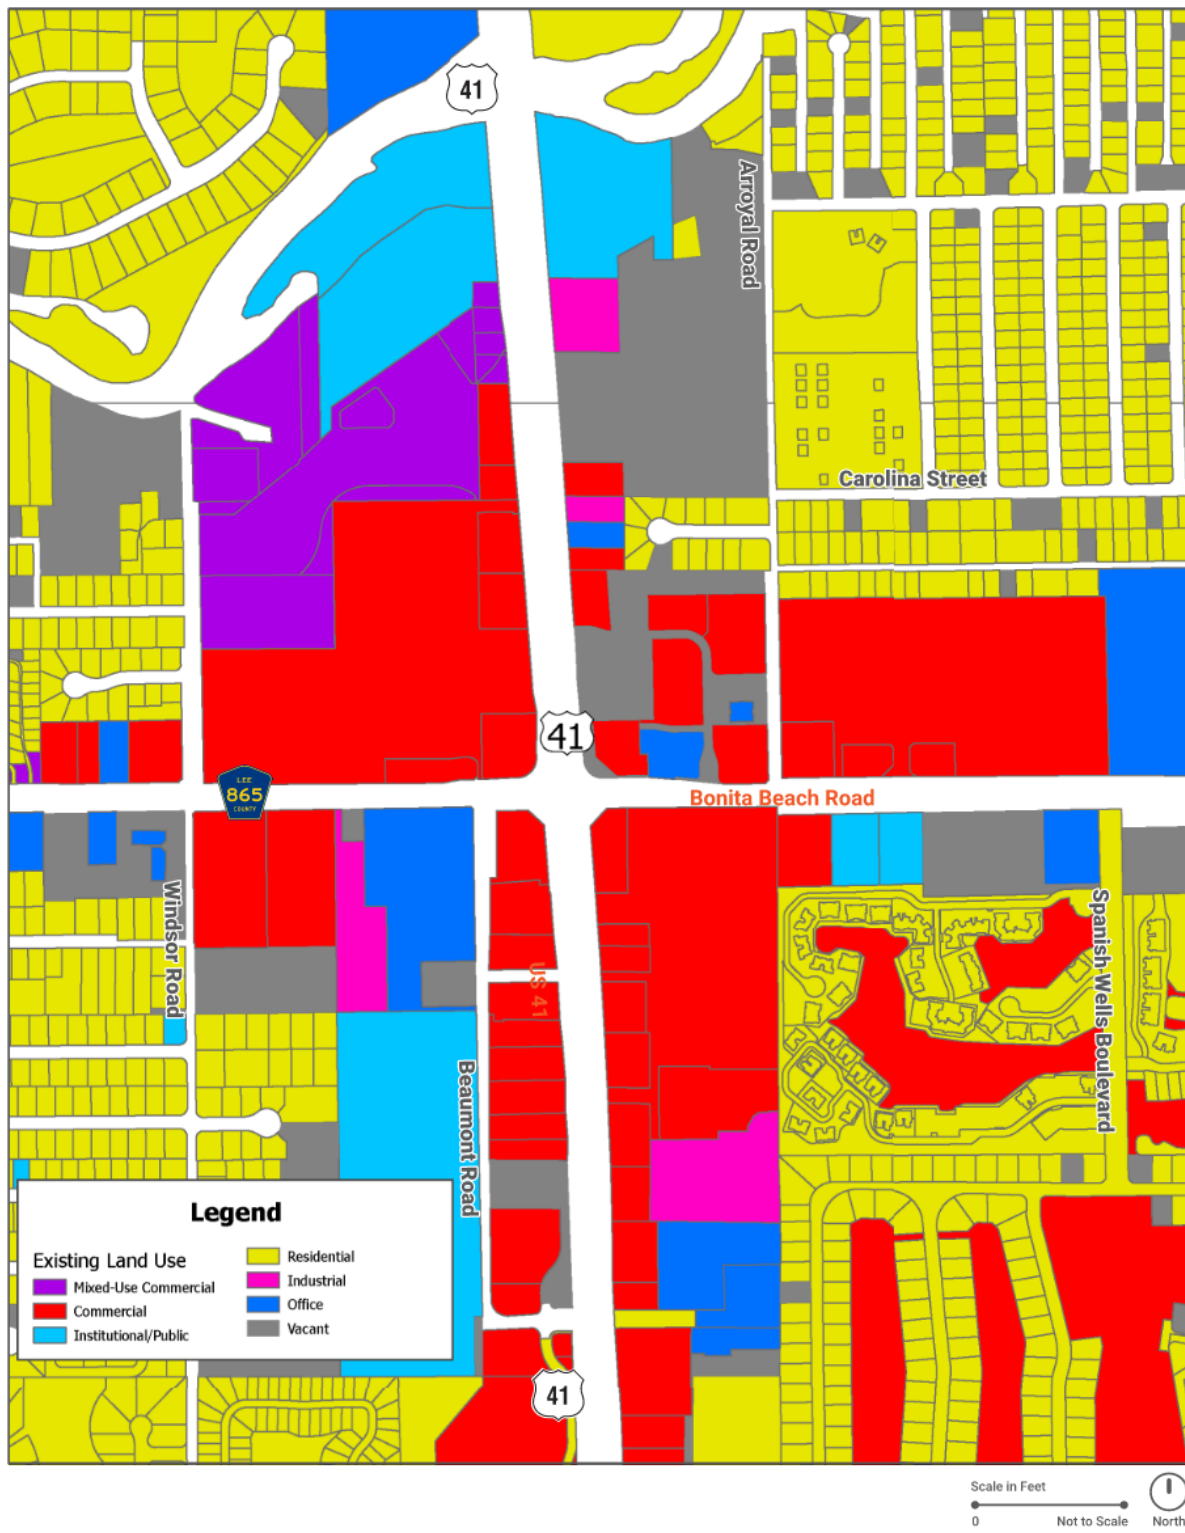 41
Arroyal Road
Carolina Street
41
LEE
865
COUNTY
Bonita Beach Road
Windsor Road
US 41
Spanish Wells Boulevard
Beaumont Road
Legend
Existing Land Use
Mixed-Use Commercial
Commercial
Institutional/Public
Residential
Industrial
Office
Vacant
41
Scale in Feet
0
Not to Scale
North